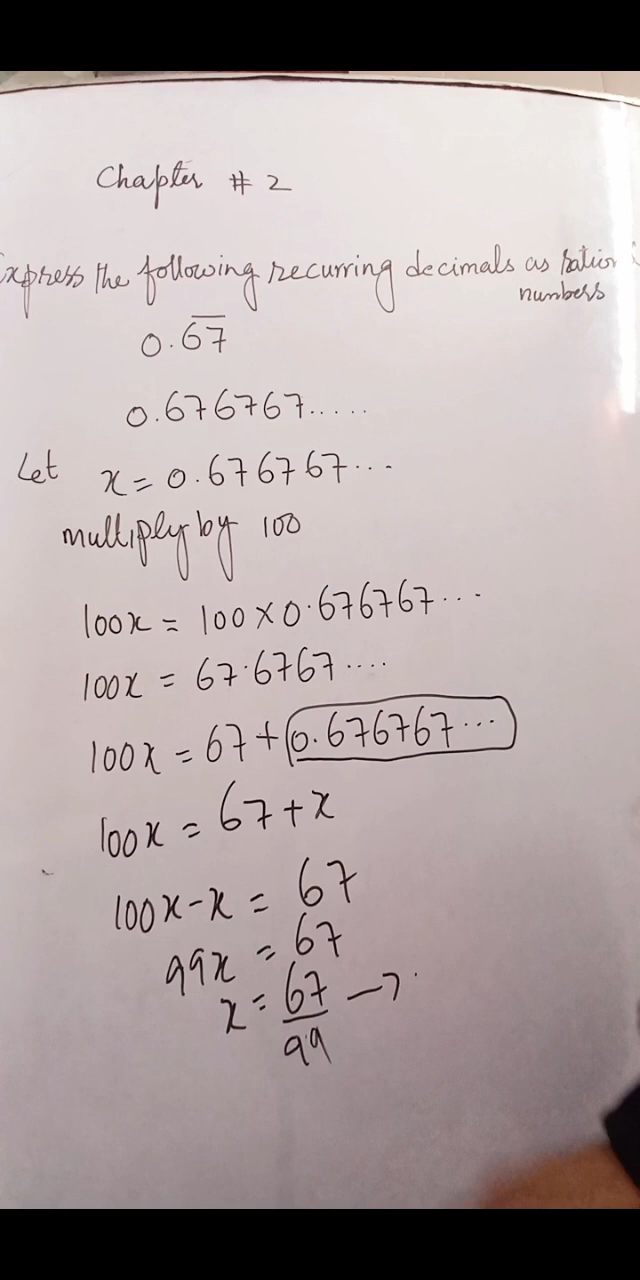 Chapter # 2
Express the following recurring decimals as
numbers
0.6̅7̅
0.676767.....
Let x = 0.676767...
multiply by 100
100x = 100 × 0.676767...
100x = 67.6767....
100x = 67 + 0.676767...
100x = 67 + x
100x - x = 67
99x = 67
x = 67/99 →